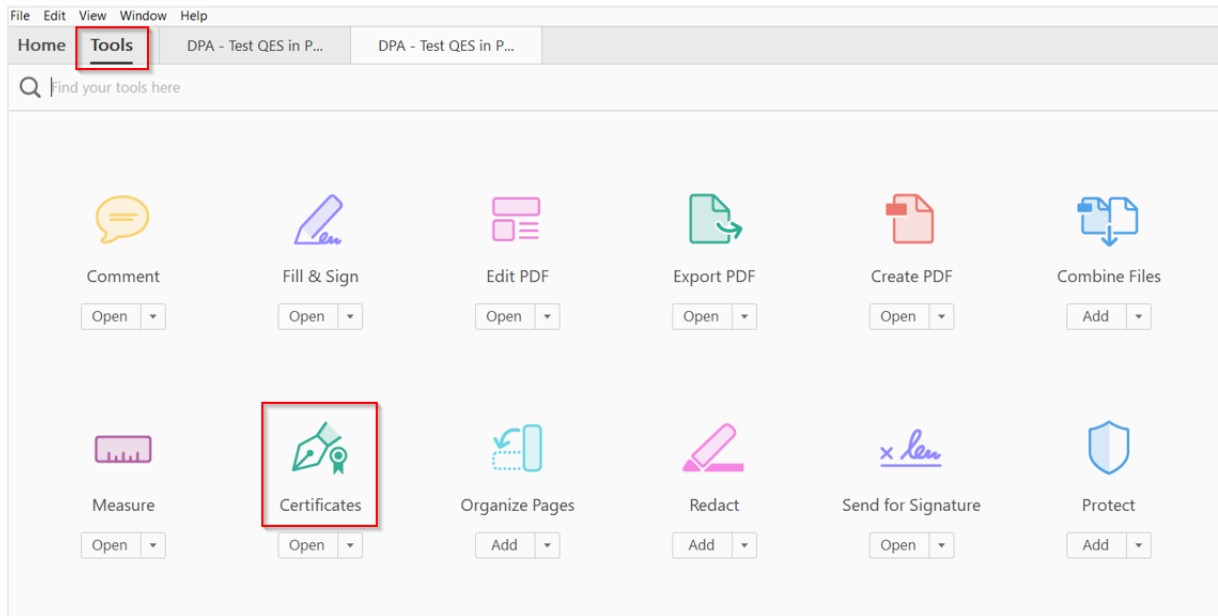 File Edit View Window Help
Home Tools DPA - Test QES in P... DPA - Test QES in P...
Find your tools here
Comment Fill & Sign Edit PDF Export PDF Create PDF Combine Files
Open Open Open Open Open Add
Measure Certificates Organize Pages Redact Send for Signature Protect
Open Open Add Add Open Add